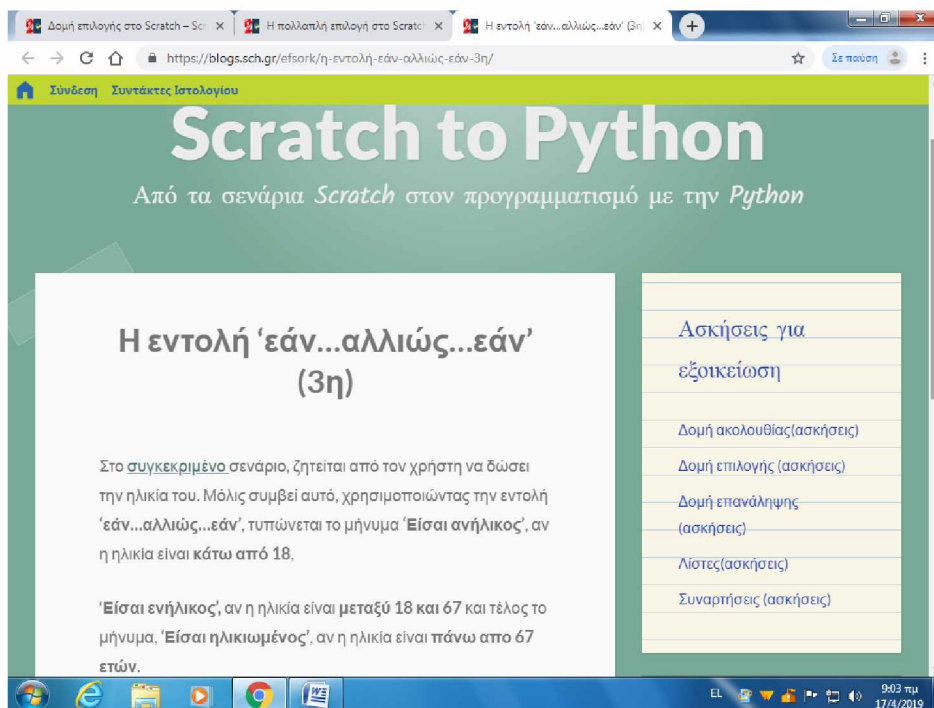 Δομή επιλογής στο Scratch – Scr
Η πολλαπλή επιλογή στο Scratch
Η εντολή 'εάν...αλλιώς...εάν' (3η
https://blogs.sch.gr/efsork/η-εντολή-εάν-αλλιώς-εάν-3η/
Σε παύση
Σύνδεση Συντάκτες Ιστολογίου
Scratch to Python
Από τα σενάρια Scratch στον προγραμματισμό με την Python
Η εντολή 'εάν...αλλιώς...εάν'
(3η)
Στο συγκεκριμένο σενάριο, ζητείται από τον χρήστη να δώσει
την ηλικία του. Μόλις συμβεί αυτό, χρησιμοποιώντας την εντολή
'εάν...αλλιώς...εάν', τυπώνεται το μήνυμα 'Είσαι ανήλικος', αν
η ηλικία είναι κάτω από 18,
'Είσαι ενήλικος', αν η ηλικία είναι μεταξύ 18 και 67 και τέλος το
μήνυμα, 'Είσαι ηλικιωμένος', αν η ηλικία είναι πάνω απο 67
ετών.
Ασκήσεις για
εξοικείωση
Δομή ακολουθίας(ασκήσεις)
Δομή επιλογής (ασκήσεις)
Δομή επανάληψης
(ασκήσεις)
Λίστες(ασκήσεις)
Συναρτήσεις (ασκήσεις)
EL
9:03 πμ
17/4/2019